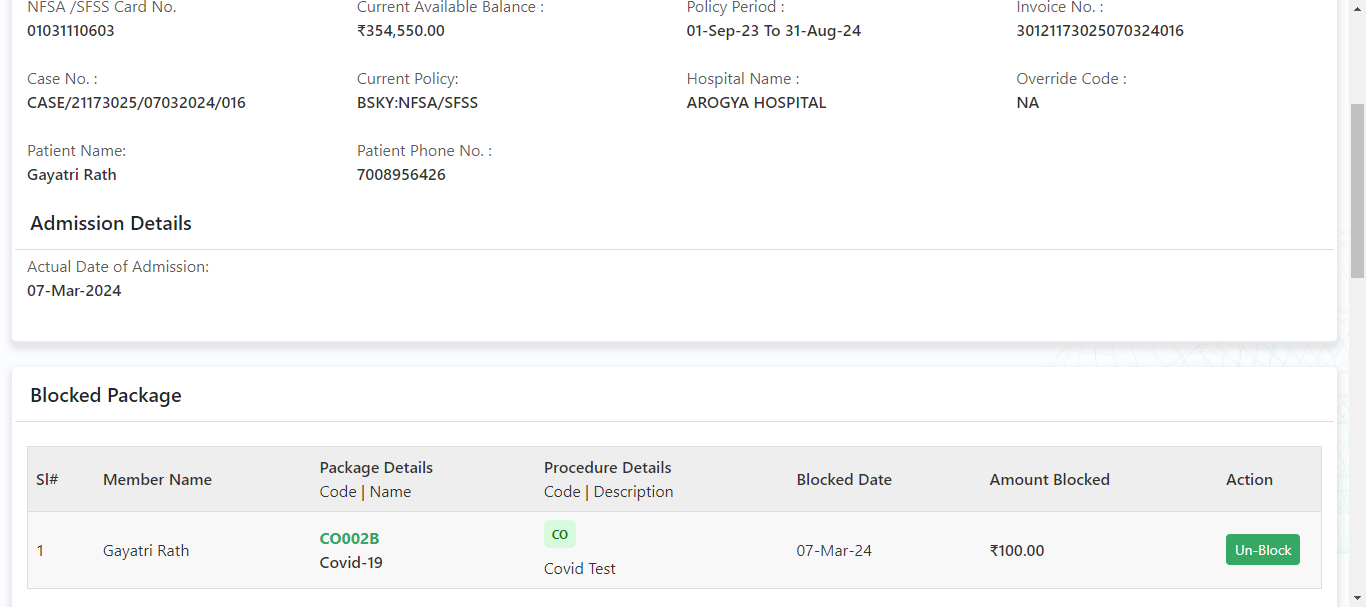 NFSA /SFSS Card No. Current Available Balance : Policy Period : Invoice No. :
01031110603 ₹354,550.00 01-Sep-23 To 31-Aug-24 30121173025070324016
Case No. : Current Policy: Hospital Name : Override Code :
CASE/21173025/07032024/016 BSKY:NFSA/SFSS AROGYA HOSPITAL NA
Patient Name: Patient Phone No. :
Gayatri Rath 7008956426
Admission Details
Actual Date of Admission:
07-Mar-2024
Blocked Package
Sl# Member Name Package Details Code | Name Procedure Details Code | Description Blocked Date Amount Blocked Action
1 Gayatri Rath CO002B Covid-19 CO Covid Test 07-Mar-24 ₹100.00 Un-Block